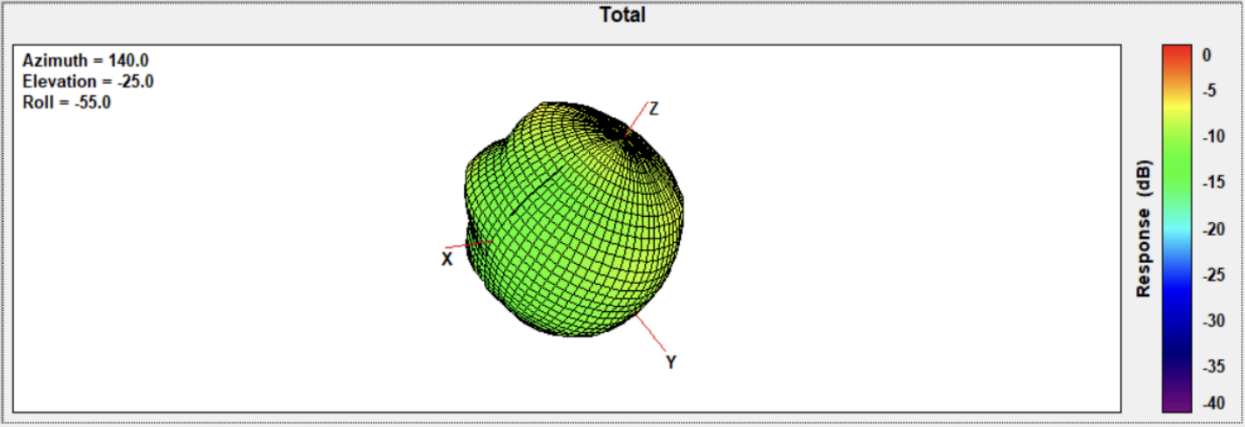 Total
Azimuth = 140.0
Elevation = -25.0
Roll = -55.0
Z
X
Y
Response (dB)
0
-5
-10
-15
-20
-25
-30
-35
-40